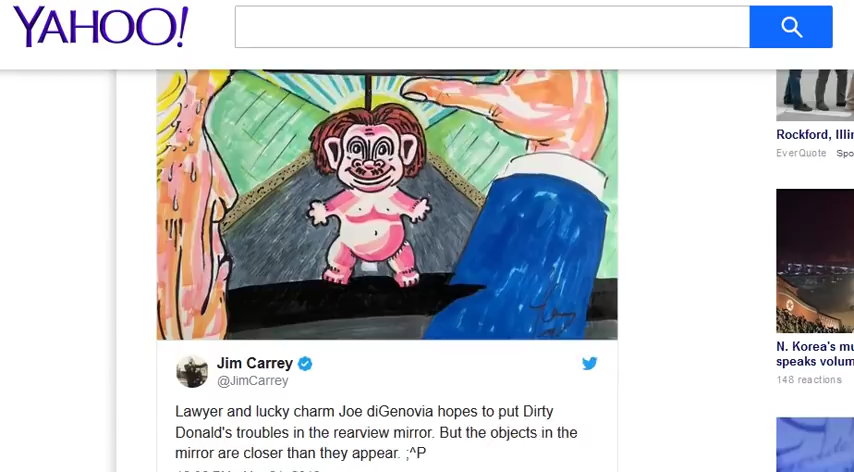 YAHOO!
Rockford, Illi
EverQuote Spo
N. Korea's mu
speaks volum
148 reactions
Jim Carrey
@JimCarrey
Lawyer and lucky charm Joe diGenovia hopes to put Dirty
Donald's troubles in the rearview mirror. But the objects in the
mirror are closer than they appear. ;^P